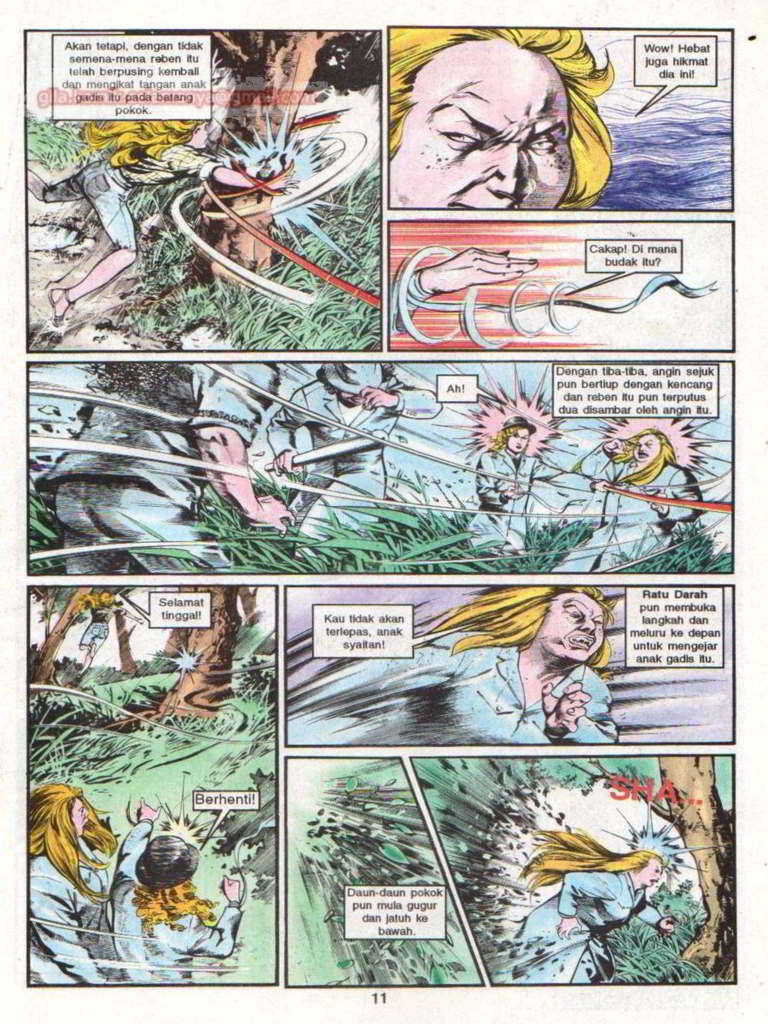 Akan tetapi, dengan tidak
semena-mena reben itu
telah berpusing kembali
dan mengikat tangan anak
gadis itu pada batang
pokok.
Wow! Hebat
juga hikmat
dia ini!
Cakap! Di mana
budak itu?
Ah!
Dengan tiba-tiba, angin sejuk
pun bertiup dengan kencang
dan reben itu pun terputus
dua disambar oleh angin itu.
Selamat
tinggal!
Berhenti!
Kau tidak akan
terlepas, anak
syaitan!
Ratu Darah
pun membuka
langkah dan
meluru ke depan
untuk mengejar
anak gadis itu.
Daun-daun pokok
pun mula gugur
dan jatuh ke
bawah.
SHA...
11